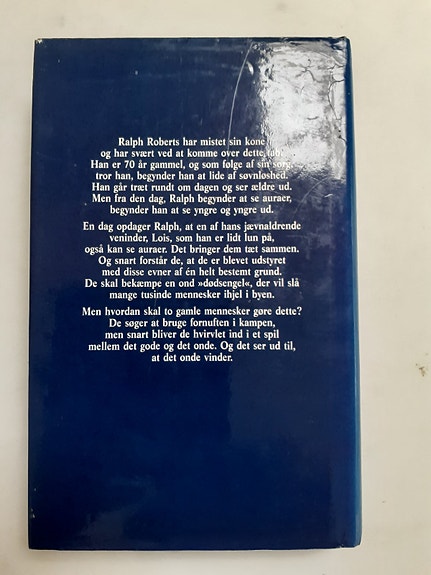 Ralph Roberts har mistet sin kone
og har svært ved at komme over dette tab.
Han er 70 år gammel, og som følge af sin sorg,
tror han, begynder han at lide af søvnløshed.
Han går træt rundt om dagen og ser ældre ud.
Men fra den dag, Ralph begynder at se auraer,
begynder han at se yngre og yngre ud.
En dag opdager Ralph, at en af hans jævnaldrende
veninder, Lois, som han er lidt lun på,
også kan se auraer. Det bringer dem tæt sammen.
Og snart forstår de, at de er blevet udstyret
med disse evner af én helt bestemt grund.
De skal bekæmpe en ond »dødsengel«, der vil slå
mange tusinde mennesker ihjel i byen.
Men hvordan skal to gamle mennesker gøre dette?
De søger at bruge fornuften i kampen,
men snart bliver de hvirvlet ind i et spil
mellem det gode og det onde. Og det ser ud til,
at det onde vinder.